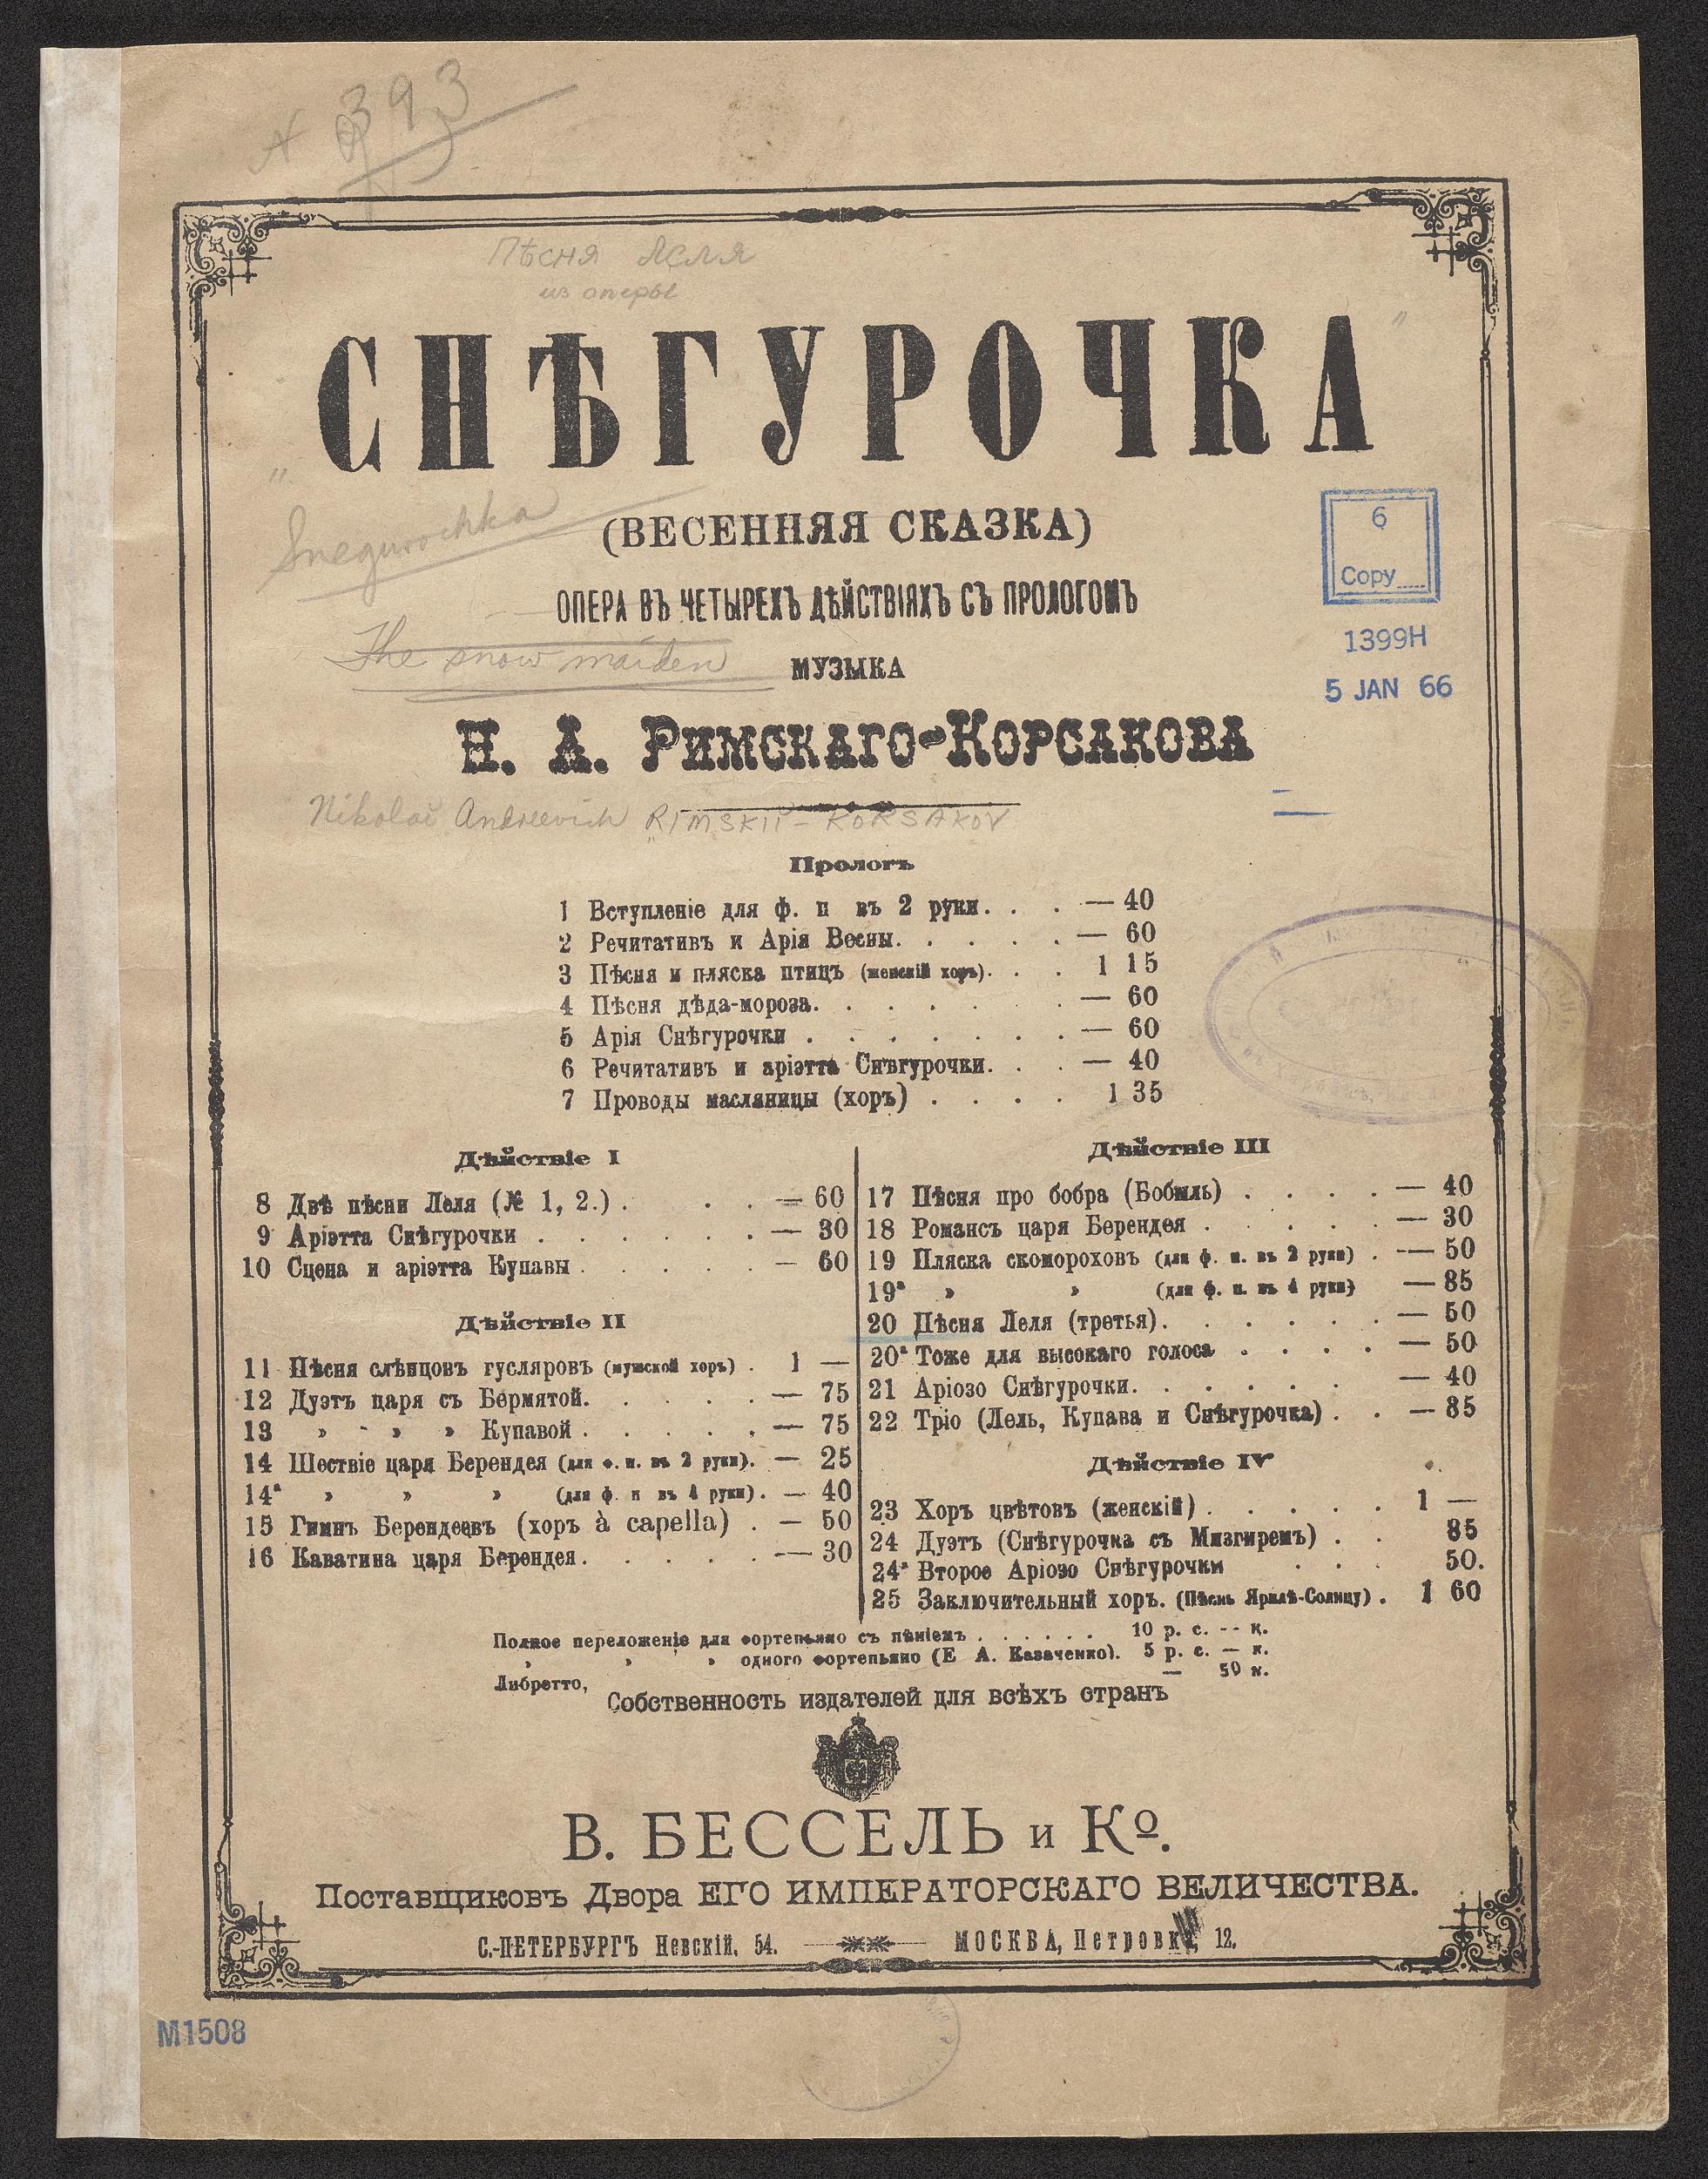 393
Пѣсня Леля
из оперы
СНѢГУРОЧКА
Snegurochka
(ВЕСЕННЯЯ СКАЗКА)
6
Copy
ОПЕРА ВЪ ЧЕТЫРЕХЪ ДѢЙСТВІЯХЪ СЪ ПРОЛОГОМЪ
1399H
The snow maiden
МУЗЫКА
5 JAN 66
Н. А. РИМСКАГО-КОРСАКОВА
Nikolaĭ Andreevich RIMSKIĬ-KORSAKOV
Прологъ
1 Вступленіе для ф. п въ 2 руки. . . — 40
2 Речитативъ и Арія Весны. . . . . — 60
3 Пѣсня и пляска птицъ (женскій хоръ). . . 1 15
4 Пѣсня дѣда-мороза. . . . . . . — 60
5 Арія Снѣгурочки . . . . . . . — 60
6 Речитативъ и аріэтта Снѣгурочки. . . — 40
7 Проводы масляницы (хоръ) . . . . 1 35
Дѣйствіе I
8 Двѣ пѣсни Леля (№ 1, 2.) . . . — 60
9 Аріэтта Снѣгурочки . . . . . . — 30
10 Сцена и аріэтта Купавы . . . . . — 60
Дѣйствіе II
11 Пѣсня слѣпцовъ гусляровъ (мужской хоръ) . 1 —
12 Дуэтъ царя съ Бермятой. . . . . — 75
13 » - » » Купавой . . . . . — 75
14 Шествіе царя Берендея (для ф. п. въ 2 руки). — 25
14ª » » » (для ф. п въ 4 руки) . — 40
15 Гимнъ Берендеевъ (хоръ à capella) . — 50
16 Каватина царя Берендея . . . . . — 30
Дѣйствіе III
17 Пѣсня про бобра (Бобыль) . . . . — 40
18 Романсъ царя Берендея . . . . . — 30
19 Пляска скомороховъ (для ф. п. въ 2 руки) . — 50
19ª » » (для ф. п. въ 4 руки) — 85
20 Пѣсня Леля (третья). . . . . . — 50
20ª Тоже для высокаго голоса . . . . — 50
21 Аріозо Снѣгурочки. . . . . . — 40
22 Тріо (Лель, Купава и Снѣгурочка) . . — 85
Дѣйствіе IV
23 Хоръ цвѣтовъ (женскій) . . . . . 1 —
24 Дуэтъ (Снѣгурочка съ Мизгиремъ) . . 85
24ª Второе Аріозо Снѣгурочки . . . 50.
25 Заключительный хоръ. (Пѣснь Ярилѣ-Солнцу) . 1 60
Полное переложеніе для фортепьяно съ пѣніемъ . . . . . . 10 р. с. -- к.
» » » одного фортепьяно (Е А. Казаченко). 5 р. с. — к.
Либретто, — 50 к.
Собственность издателей для всѣхъ странъ
В. БЕССЕЛЬ и Ко.
Поставщиковъ Двора ЕГО ИМПЕРАТОРСКАГО ВЕЛИЧЕСТВА.
С.-ПЕТЕРБУРГЪ Невскій, 54. МОСКВА, Петровка, 12.
M1508